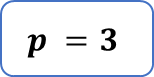 p = 3